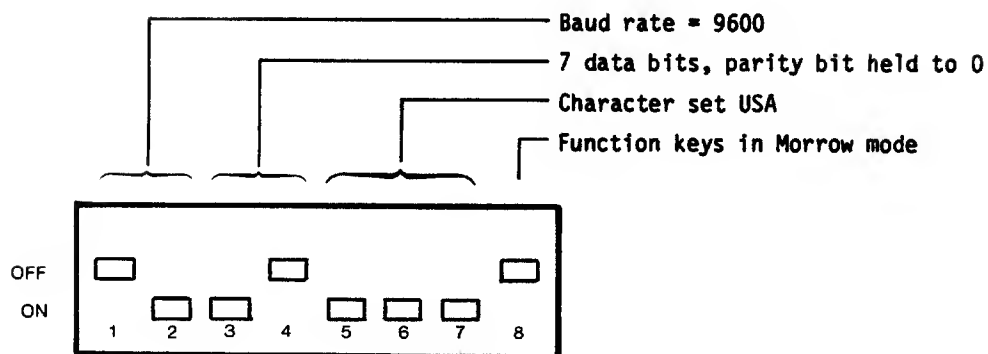 Baud rate = 9600
7 data bits, parity bit held to 0
Character set USA
Function keys in Morrow mode
OFF
ON
1 2 3 4 5 6 7 8